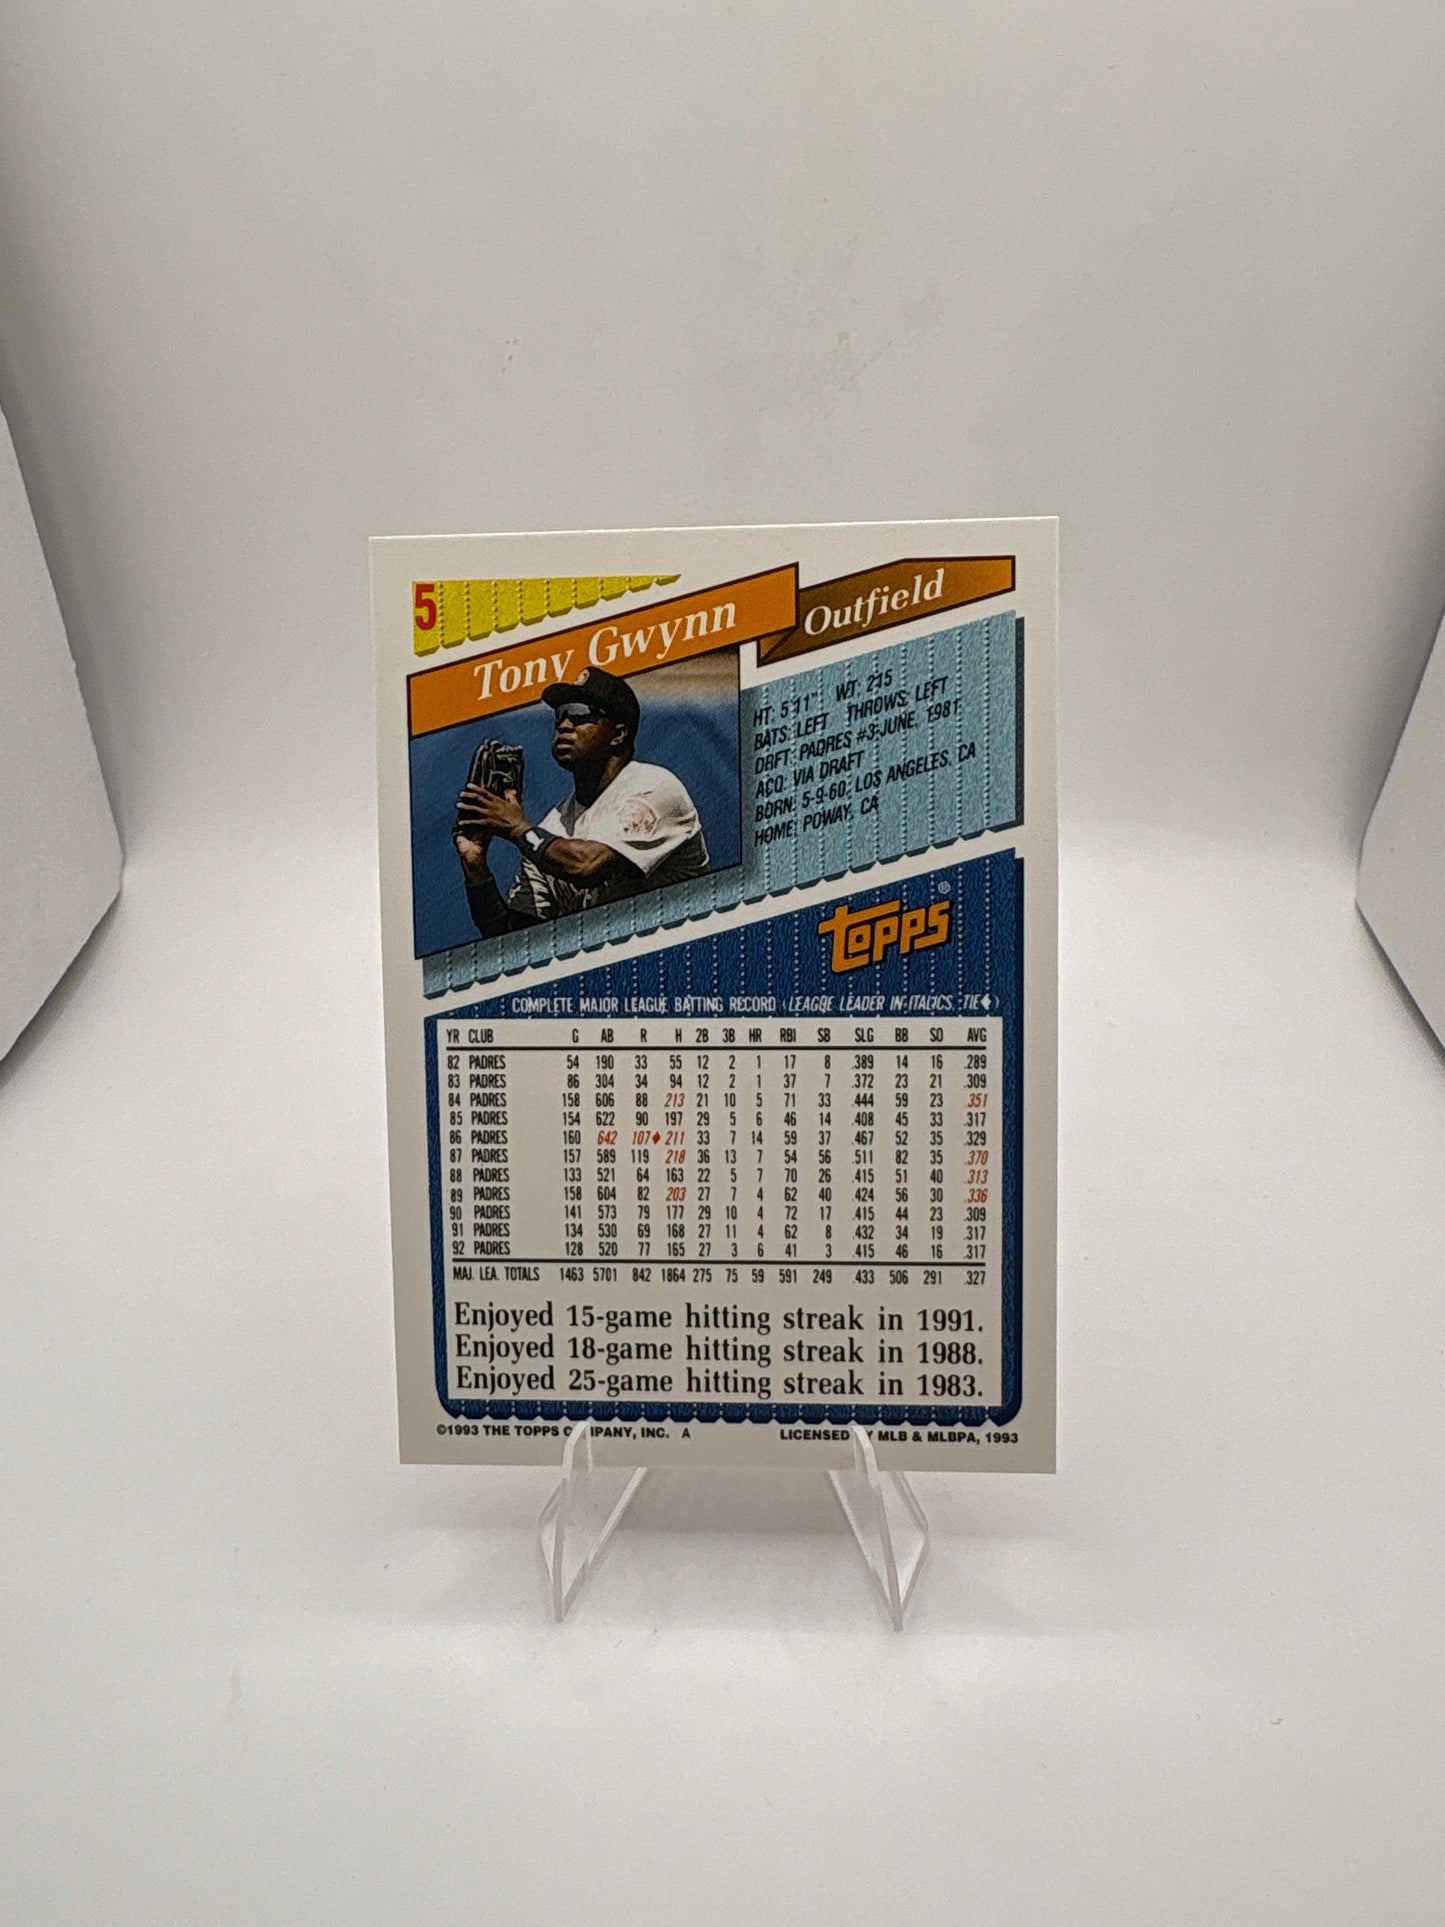 5
Tony Gwynn
Outfield
HT: 5'11" WT: 215
BATS: LEFT THROWS: LEFT
DRFT: PADRES #3-JUNE, 1981
ACQ: VIA DRAFT
BORN: 5-9-60, LOS ANGELES, CA
HOME: POWAY, CA
topps®
COMPLETE MAJOR LEAGUE BATTING RECORD (LEAGUE LEADER IN ITALICS, TIE♦)
YR CLUB G AB R H 2B 3B HR RBI SB SLG BB SO AVG
82 PADRES 54 190 33 55 12 2 1 17 8 .389 14 16 .289
83 PADRES 86 304 34 94 12 2 1 37 7 .372 23 21 .309
84 PADRES 158 606 88 213 21 10 5 71 33 .444 59 23 .351
85 PADRES 154 622 90 197 29 5 6 46 14 .408 45 33 .317
86 PADRES 160 642 107♦ 211 33 7 14 59 37 .467 52 35 .329
87 PADRES 157 589 119 218 36 13 7 54 56 .511 82 35 .370
88 PADRES 133 521 64 163 22 5 7 70 26 .415 51 40 .313
89 PADRES 158 604 82 203 27 7 4 62 40 .424 56 30 .336
90 PADRES 141 573 79 177 29 10 4 72 17 .415 44 23 .309
91 PADRES 134 530 69 168 27 11 4 62 8 .432 34 19 .317
92 PADRES 128 520 77 165 27 3 6 41 3 .415 46 16 .317
MAJ. LEA. TOTALS 1463 5701 842 1864 275 75 59 591 249 .433 506 291 .327
Enjoyed 15-game hitting streak in 1991.
Enjoyed 18-game hitting streak in 1988.
Enjoyed 25-game hitting streak in 1983.
©1993 THE TOPPS COMPANY, INC. A LICENSED BY MLB & MLBPA, 1993